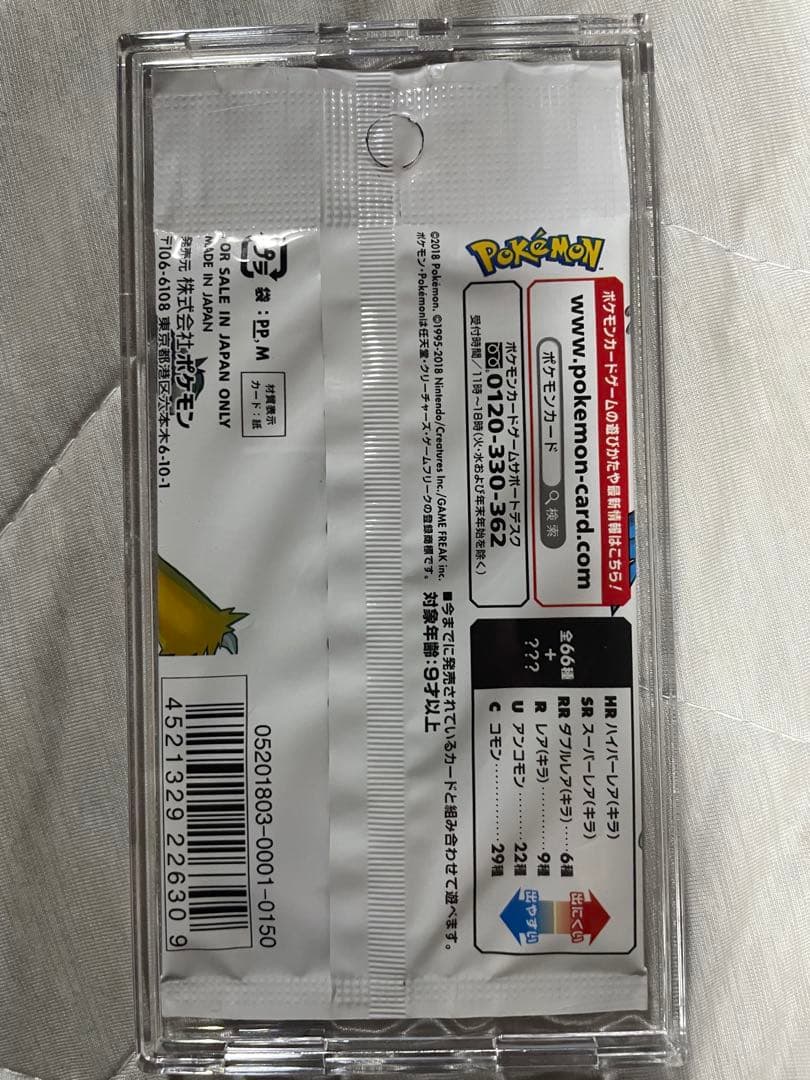 ポケモンカードゲームの遊びかたや最新情報はこちら!
www.pokemon-card.com
ポケモンカード 検索
ポケモンカードゲームサポートデスク
0120-330-362
受付時間/11時~18時(火・水および年末年始を除く)
POKéMON
©2018 Pokémon. ©1995-2018 Nintendo/Creatures Inc./GAME FREAK inc.
ポケモン・Pokémonは任天堂・クリーチャーズ・ゲームフリークの登録商標です。
全66種
+
???
HR ハイパーレア(キラ)
SR スーパーレア(キラ)
RR ダブルレア(キラ)‥‥6種
R レア(キラ)‥‥‥‥9種
U アンコモン‥‥‥‥22種
C コモン‥‥‥‥‥29種
出にくい
出やすい
■今までに発売されているカードと組み合わせて遊べます。
対象年齢:9才以上
材質表示
カード:紙
プラ
袋:PP, M
OR SALE IN JAPAN ONLY
MADE IN JAPAN
発売元 株式会社ポケモン
〒106-6108 東京都港区六本木6-10-1
05201803-0001-0150
4521329226309